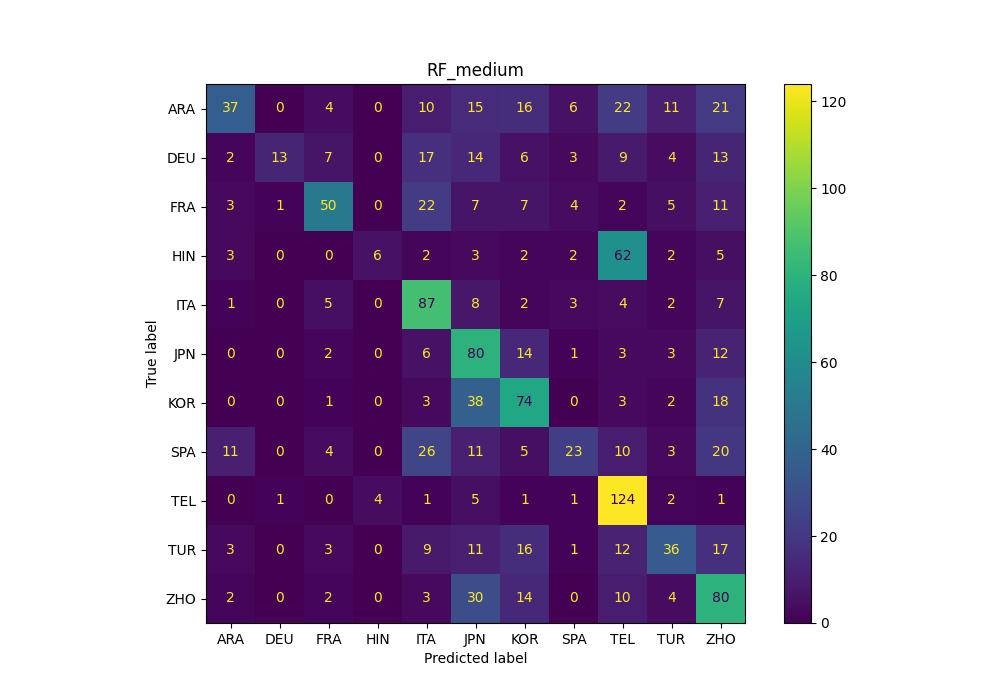 RF_medium
True label
ARA 37 0 4 0 10 15 16 6 22 11 21
DEU 2 13 7 0 17 14 6 3 9 4 13
FRA 3 1 50 0 22 7 7 4 2 5 11
HIN 3 0 0 6 2 3 2 2 62 2 5
ITA 1 0 5 0 87 8 2 3 4 2 7
JPN 0 0 2 0 6 80 14 1 3 3 12
KOR 0 0 1 0 3 38 74 0 3 2 18
SPA 11 0 4 0 26 11 5 23 10 3 20
TEL 0 1 0 4 1 5 1 1 124 2 1
TUR 3 0 3 0 9 11 16 1 12 36 17
ZHO 2 0 2 0 3 30 14 0 10 4 80
ARA DEU FRA HIN ITA JPN KOR SPA TEL TUR ZHO
Predicted label
120
100
80
60
40
20
0